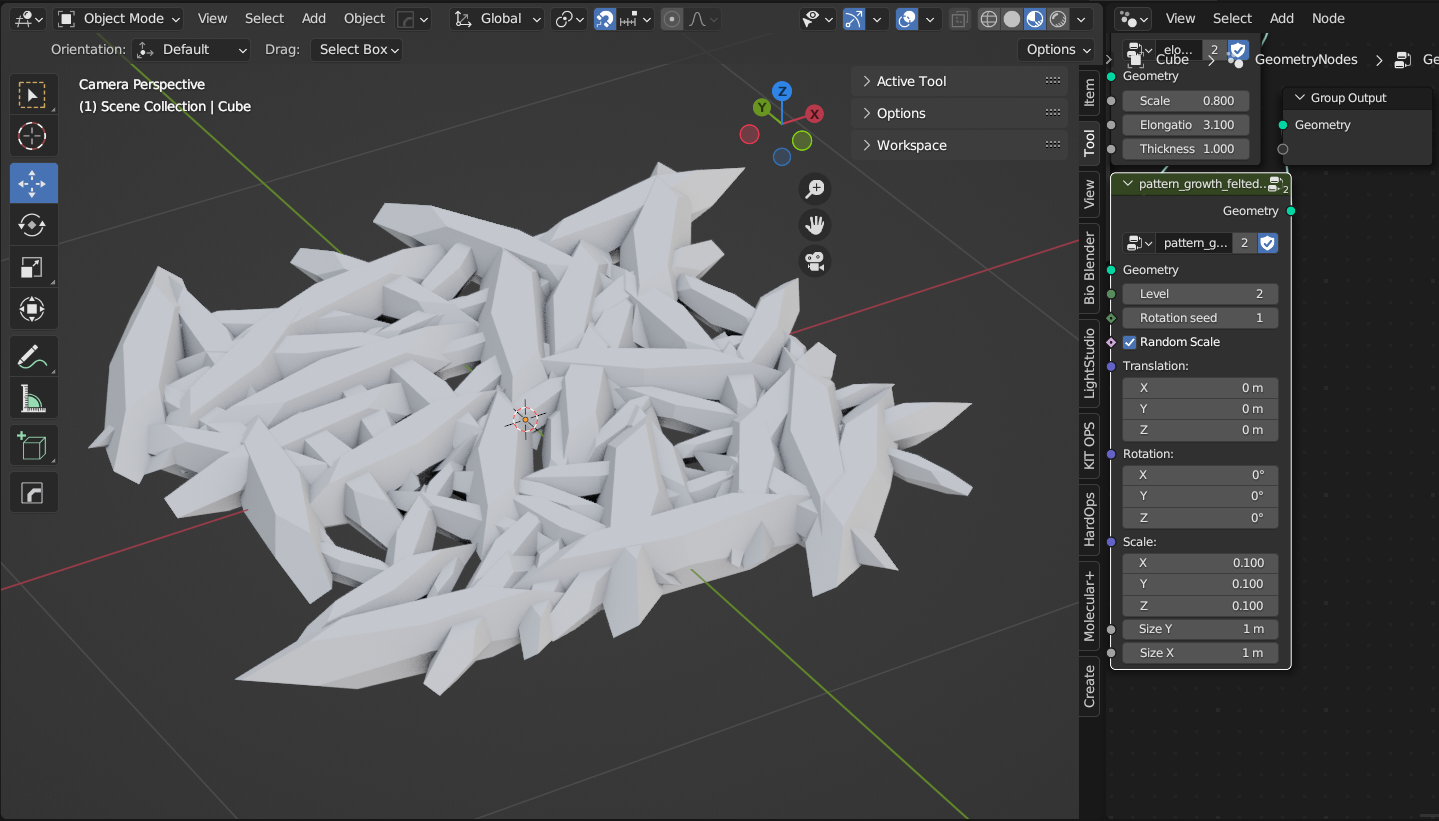 Object Mode View Select Add Object Global
Orientation: Default Drag: Select Box Options
Camera Perspective
(1) Scene Collection | Cube
Z
Y
X
Active Tool
Options
Workspace
Item
Tool
View
Bio Blender
LightStudio
KIT OPS
HardOps
Molecular+
Create
View Select Add Node
elo... 2
Cube GeometryNodes Ge
Geometry
Scale 0.800
Elongatio 3.100
Thickness 1.000
Group Output
Geometry
pattern_growth_felted.. 2
Geometry
pattern_g... 2
Geometry
Level 2
Rotation seed 1
Random Scale
Translation:
X 0 m
Y 0 m
Z 0 m
Rotation:
X 0°
Y 0°
Z 0°
Scale:
X 0.100
Y 0.100
Z 0.100
Size Y 1 m
Size X 1 m